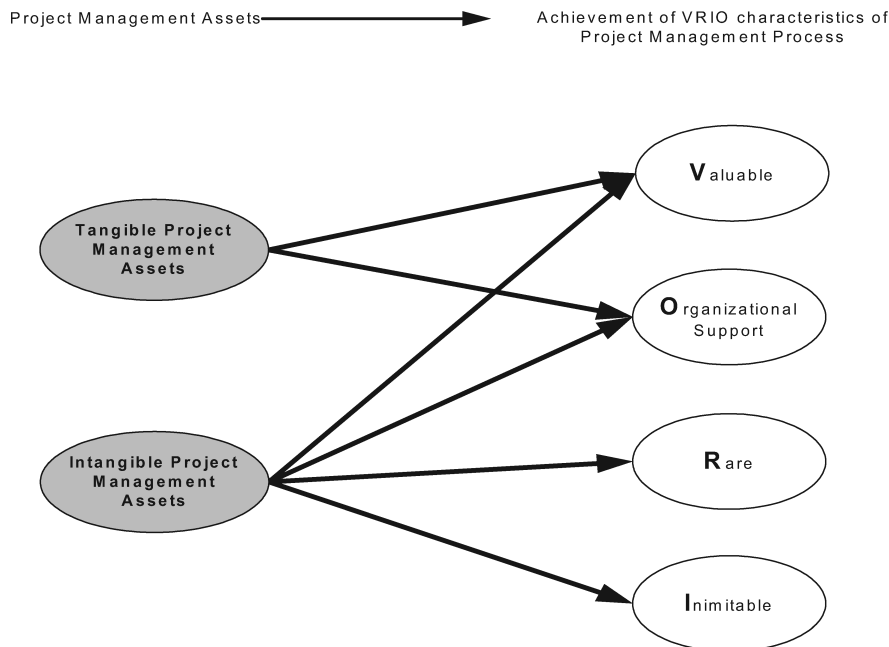 Project Management Assets
Achievement of VRIO characteristics of
Project Management Process
Tangible Project
Management
Assets
Intangible Project
Management
Assets
Valuable
Organizational
Support
Rare
Inimitable